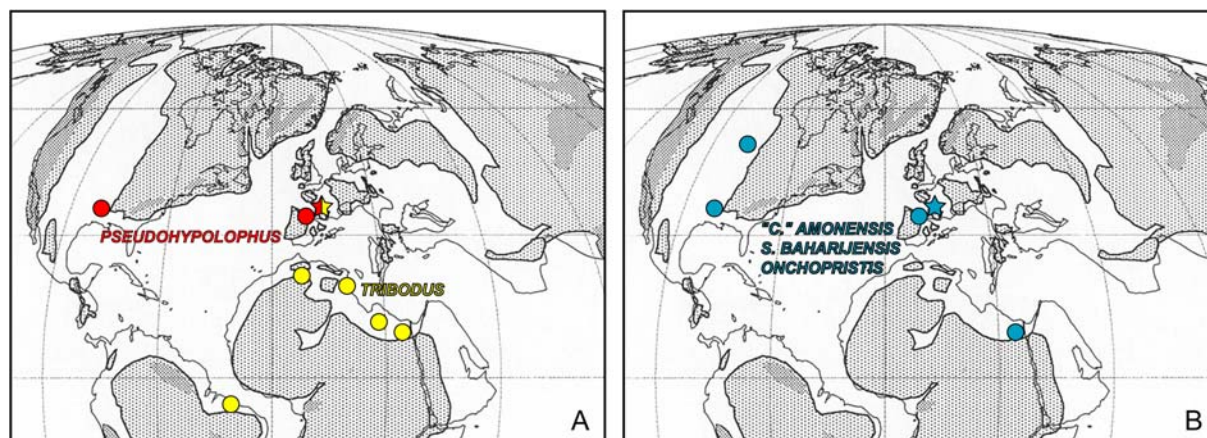 PSEUDOHYPOLOPHUS
TRIBODUS
A
"C." AMONENSIS
S. BAHARIJENSIS
ONCHOPRISTIS
B